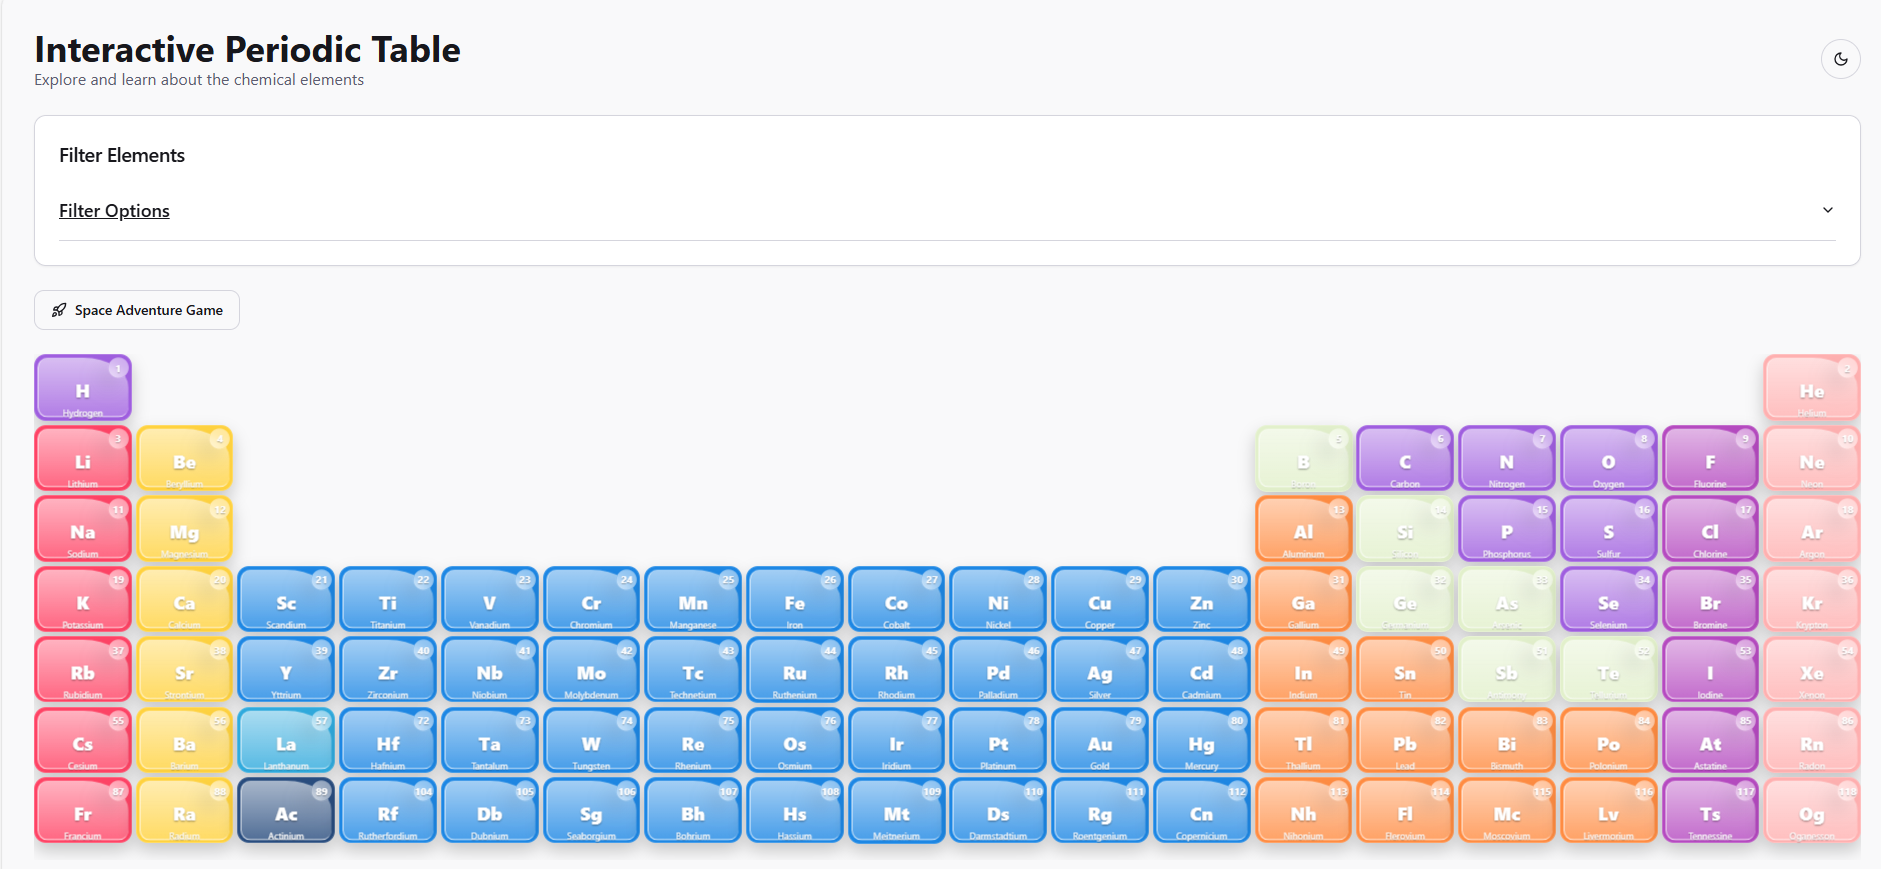 Interactive Periodic Table
Explore and learn about the chemical elements
Filter Elements
Filter Options
Space Adventure Game
1 2
H He
Hydrogen Helium
3 4 5 6 7 8 9 10
Li Be B C N O F Ne
Lithium Beryllium Boron Carbon Nitrogen Oxygen Fluorine Neon
11 12 13 14 15 16 17 18
Na Mg Al Si P S Cl Ar
Sodium Magnesium Aluminum Silicon Phosphorus Sulfur Chlorine Argon
19 20 21 22 23 24 25 26 27 28 29 30 31 32 33 34 35 36
K Ca Sc Ti V Cr Mn Fe Co Ni Cu Zn Ga Ge As Se Br Kr
Potassium Calcium Scandium Titanium Vanadium Chromium Manganese Iron Cobalt Nickel Copper Zinc Gallium Germanium Arsenic Selenium Bromine Krypton
37 38 39 40 41 42 43 44 45 46 47 48 49 50 51 52 53 54
Rb Sr Y Zr Nb Mo Tc Ru Rh Pd Ag Cd In Sn Sb Te I Xe
Rubidium Strontium Yttrium Zirconium Niobium Molybdenum Technetium Ruthenium Rhodium Palladium Silver Cadmium Indium Tin Antimony Tellurium Iodine Xenon
55 56 57 72 73 74 75 76 77 78 79 80 81 82 83 84 85 86
Cs Ba La Hf Ta W Re Os Ir Pt Au Hg Tl Pb Bi Po At Rn
Cesium Barium Lanthanum Hafnium Tantalum Tungsten Rhenium Osmium Iridium Platinum Gold Mercury Thallium Lead Bismuth Polonium Astatine Radon
87 88 89 104 105 106 107 108 109 110 111 112 113 114 115 116 117 118
Fr Ra Ac Rf Db Sg Bh Hs Mt Ds Rg Cn Nh Fl Mc Lv Ts Og
Francium Radium Actinium Rutherfordium Dubnium Seaborgium Bohrium Hassium Meitnerium Darmstadtium Roentgenium Copernicium Nihonium Flerovium Moscovium Livermorium Tennessine Oganesson